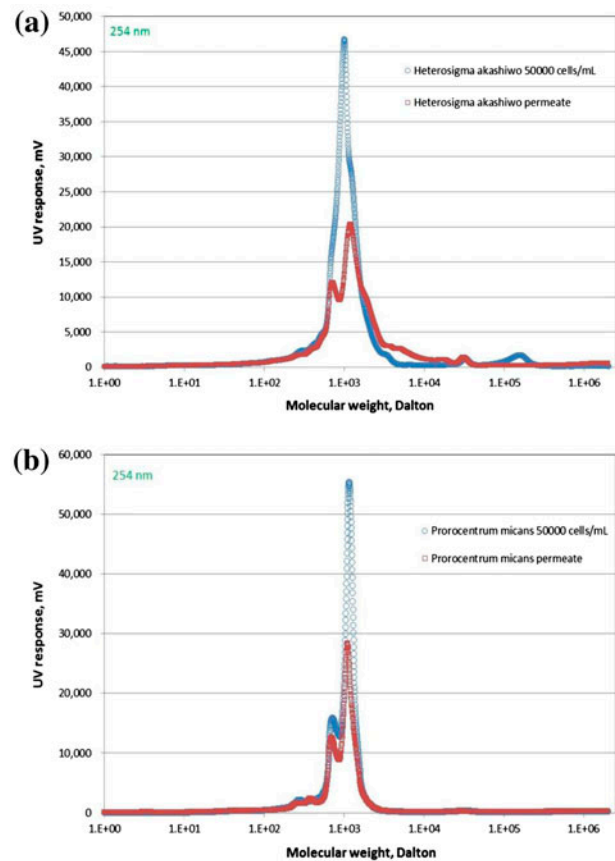 (a)
254 nm
50,000
45,000
40,000
35,000
30,000
25,000
20,000
15,000
10,000
5,000
0
UV response, mV
Heterosigma akashiwo 50000 cells/mL
Heterosigma akashiwo permeate
1.E+00 1.E+01 1.E+02 1.E+03 1.E+04 1.E+05 1.E+06
Molecular weight, Dalton
(b)
254 nm
60,000
50,000
40,000
30,000
20,000
10,000
0
UV response, mV
Prorocentrum micans 50000 cells/mL
Prorocentrum micans permeate
1.E+00 1.E+01 1.E+02 1.E+03 1.E+04 1.E+05 1.E+06
Molecular weight, Dalton